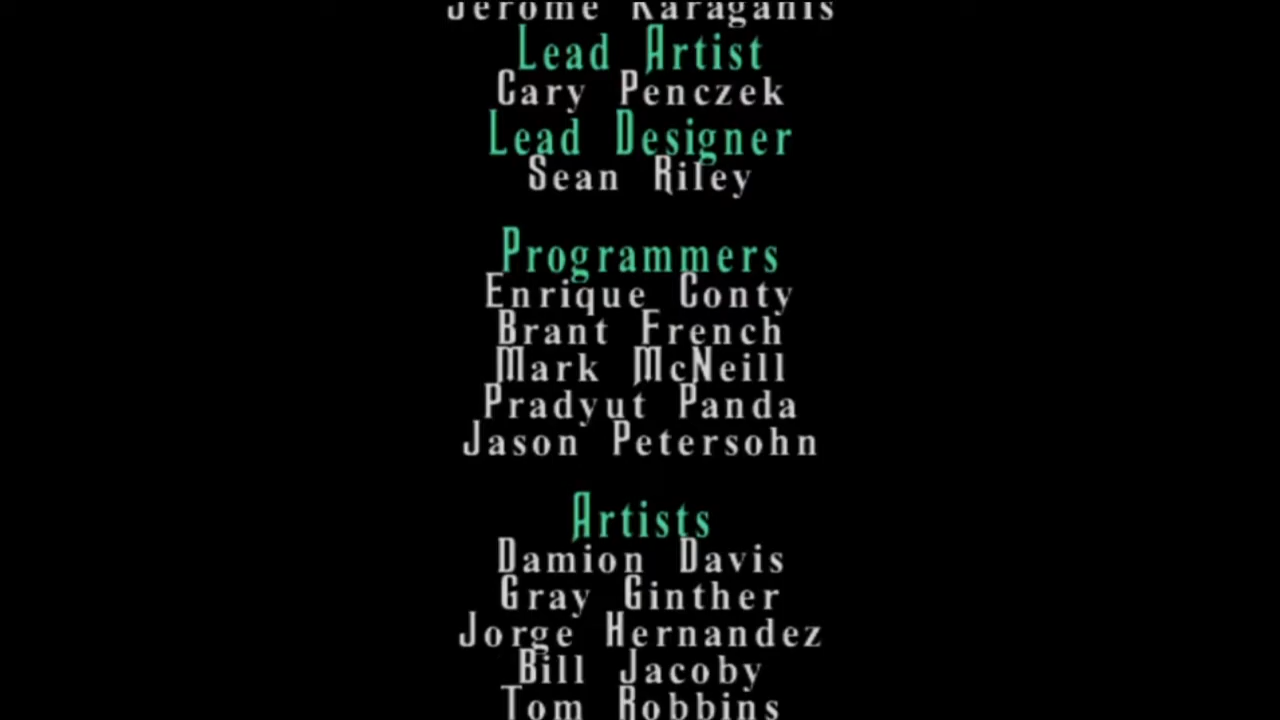 Jerome Karaganis
Lead Artist
Cary Penczek
Lead Designer
Sean Riley
Programmers
Enrique Conty
Brant French
Mark McNeill
Pradyut Panda
Jason Petersohn
Artists
Damion Davis
Gray Ginther
Jorge Hernandez
Bill Jacoby
Tom Robbins